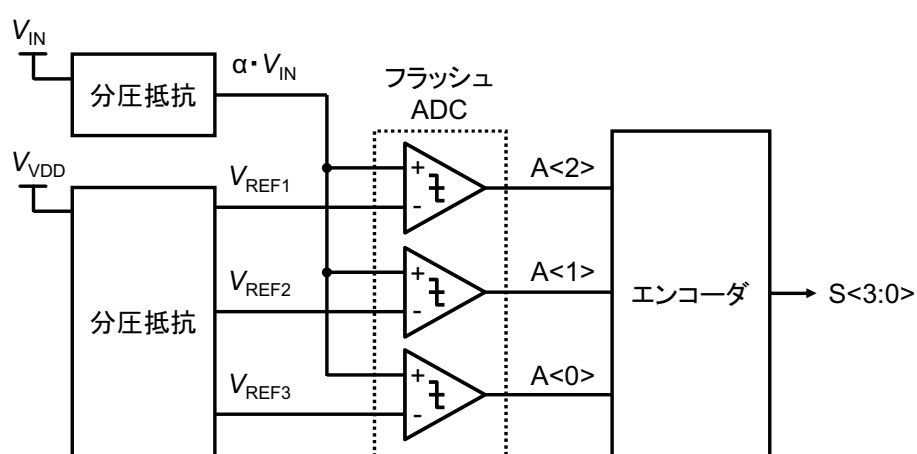 VIN
分圧抵抗
α・VIN
フラッシュ
ADC
VVDD
分圧抵抗
VREF1
VREF2
VREF3
+
-
+
-
+
-
A<2>
A<1>
A<0>
エンコーダ
S<3:0>